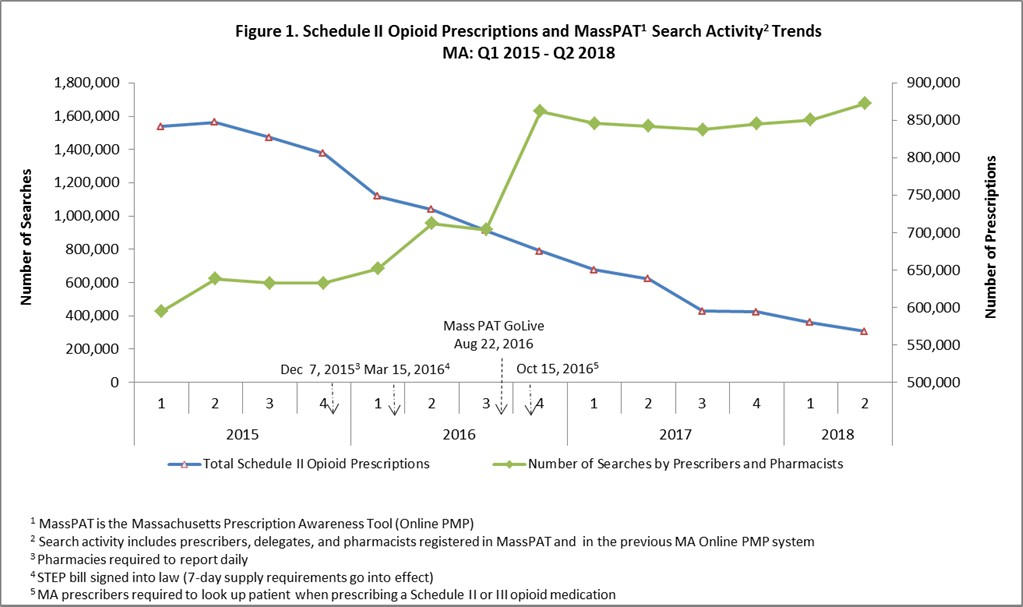 Figure 1. Schedule II Opioid Prescriptions and MassPAT¹ Search Activity² Trends
MA: Q1 2015 - Q2 2018
Number of Searches
1,800,000
1,600,000
1,400,000
1,200,000
1,000,000
800,000
600,000
400,000
200,000
0
900,000
850,000
800,000
750,000
700,000
650,000
600,000
550,000
500,000
Number of Prescriptions
Mass PAT GoLive
Aug 22, 2016
Dec 7, 2015³ Mar 15, 2016⁴ Oct 15, 2016⁵
1 2 3 4 1 2 3 4 1 2 3 4 1 2
2015 2016 2017 2018
Total Schedule II Opioid Prescriptions Number of Searches by Prescribers and Pharmacists
¹ MassPAT is the Massachusetts Prescription Awareness Tool (Online PMP)
² Search activity includes prescribers, delegates, and pharmacists registered in MassPAT and in the previous MA Online PMP system
³ Pharmacies required to report daily
⁴ STEP bill signed into law (7-day supply requirements go into effect)
⁵ MA prescribers required to look up patient when prescribing a Schedule II or III opioid medication